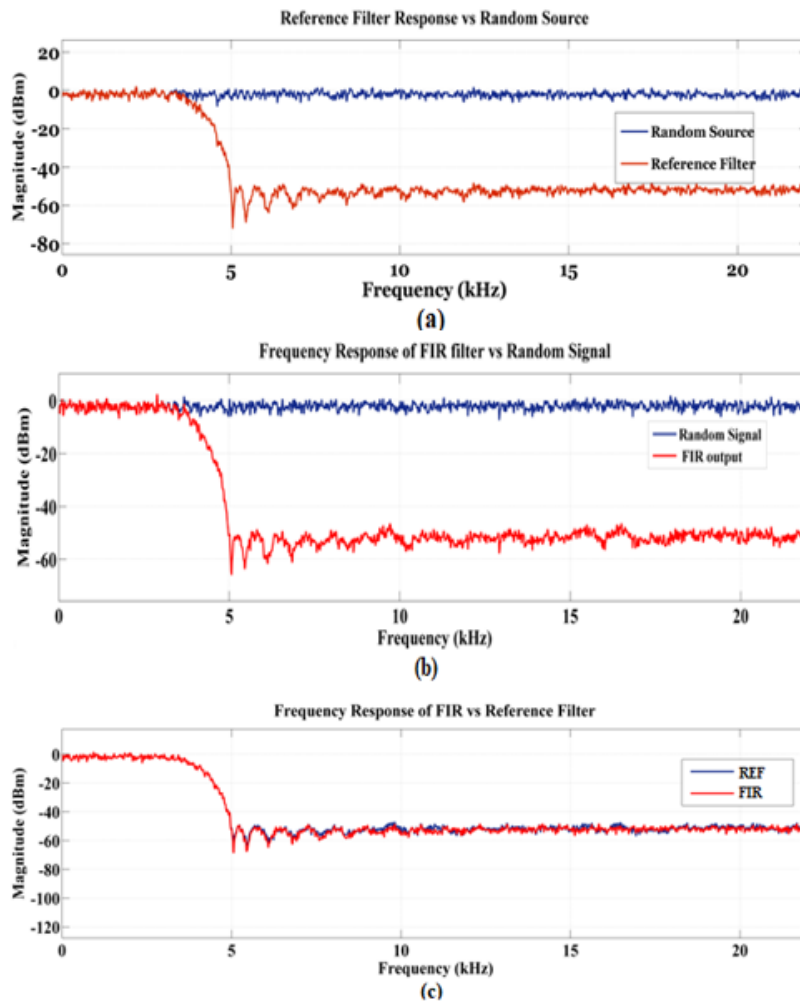 Reference Filter Response vs Random Source
Magnitude (dBm)
20
0
-20
-40
-60
-80
Random Source
Reference Filter
0 5 10 15 20
Frequency (kHz)
(a)
Frequency Response of FIR filter vs Random Signal
Magnitude (dBm)
0
-20
-40
-60
Random Signal
FIR output
0 5 10 15 20
Frequency (kHz)
(b)
Frequency Response of FIR vs Reference Filter
Magnitude (dBm)
0
-20
-40
-60
-80
-100
-120
REF
FIR
0 5 10 15 20
Frequency (kHz)
(c)